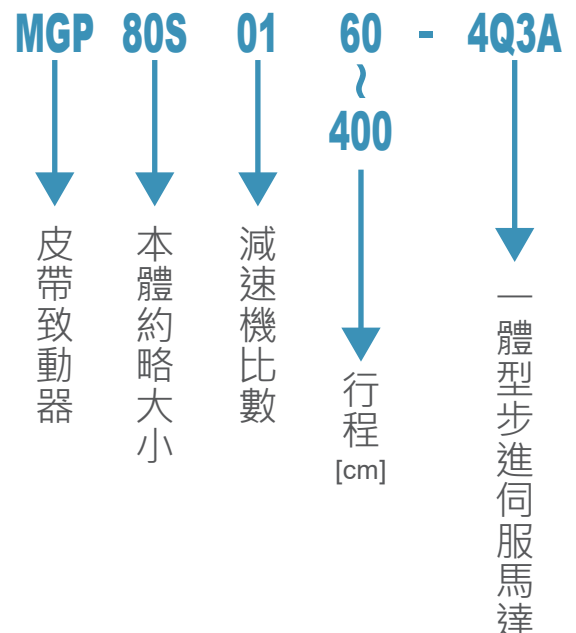 MGP 80S 01 60 - 4Q3A
~
400
皮帶致動器
本體約略大小
減速機比數
行程
[cm]
一體型步進伺服馬達